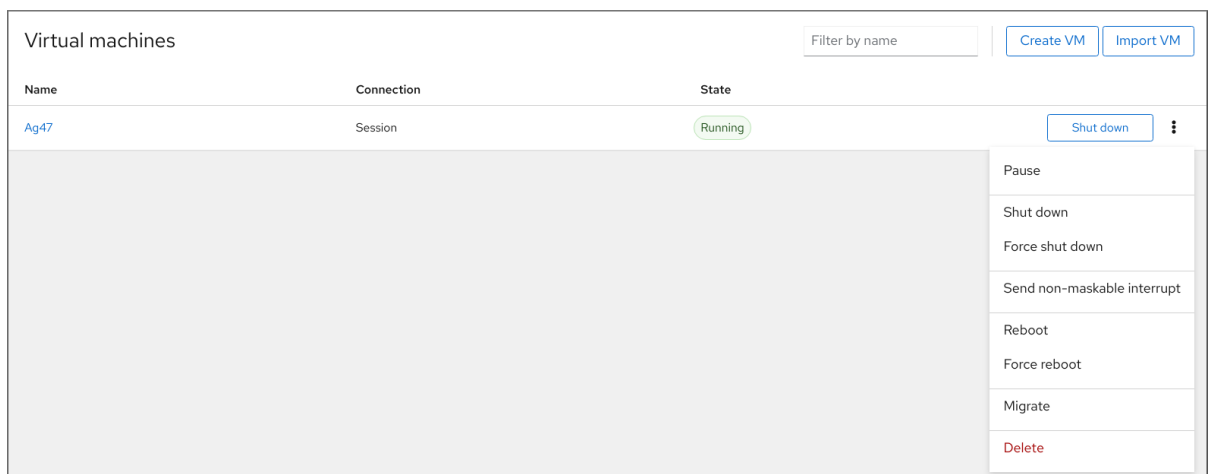 Virtual machines Filter by name Create VM Import VM
Name Connection State
Ag47 Session Running Shut down
Pause
Shut down
Force shut down
Send non-maskable interrupt
Reboot
Force reboot
Migrate
Delete